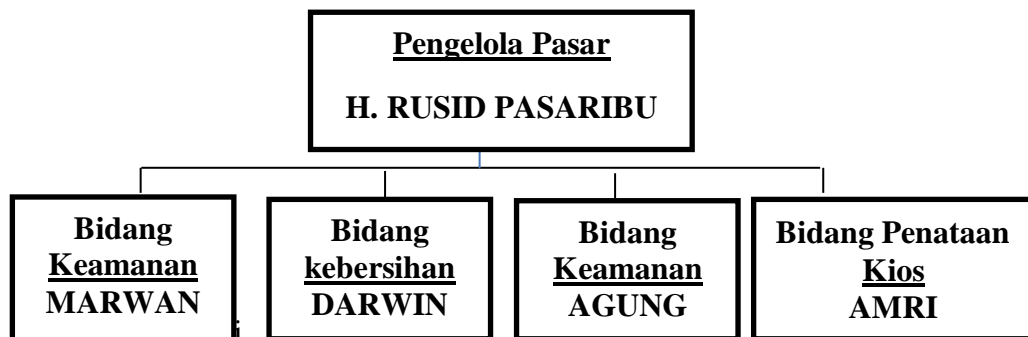 Pengelola Pasar
H. RUSID PASARIBU
Bidang
Keamanan
MARWAN
Bidang
kebersihan
DARWIN
Bidang
Keamanan
AGUNG
Bidang Penataan
Kios
AMRI